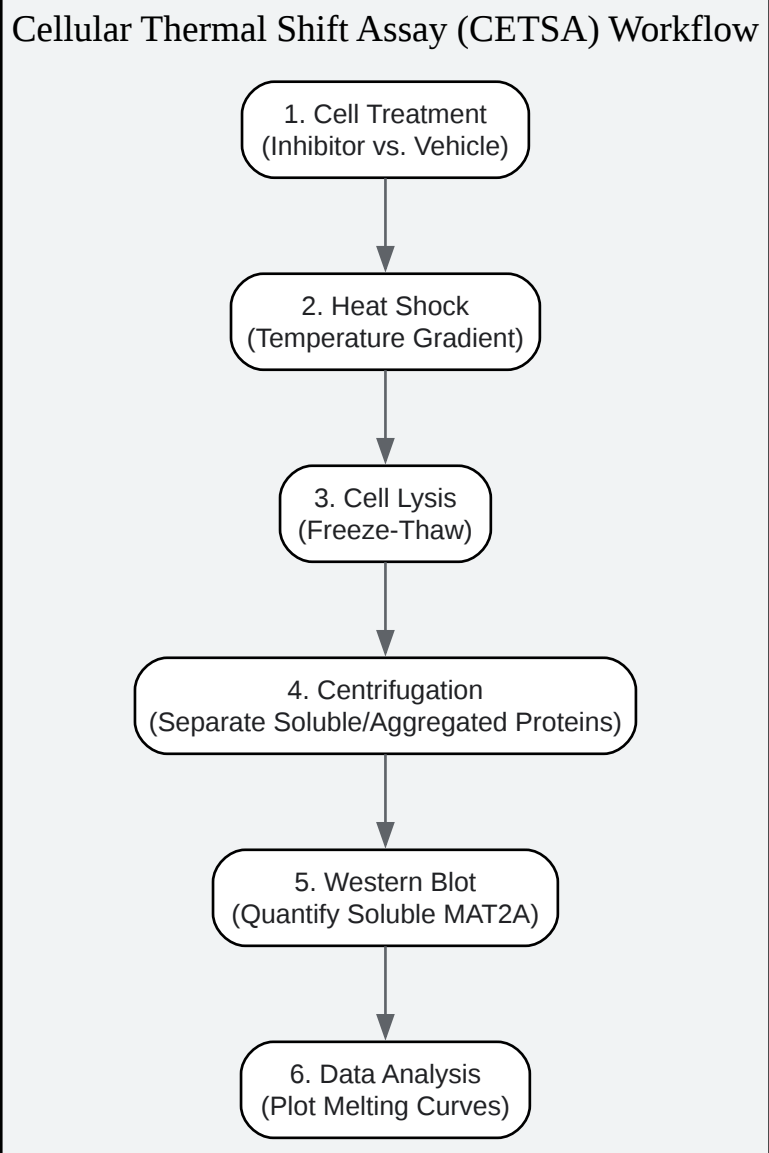 Cellular Thermal Shift Assay (CETSA) Workflow
1. Cell Treatment
(Inhibitor vs. Vehicle)
2. Heat Shock
(Temperature Gradient)
3. Cell Lysis
(Freeze-Thaw)
4. Centrifugation
(Separate Soluble/Aggregated Proteins)
5. Western Blot
(Quantify Soluble MAT2A)
6. Data Analysis
(Plot Melting Curves)